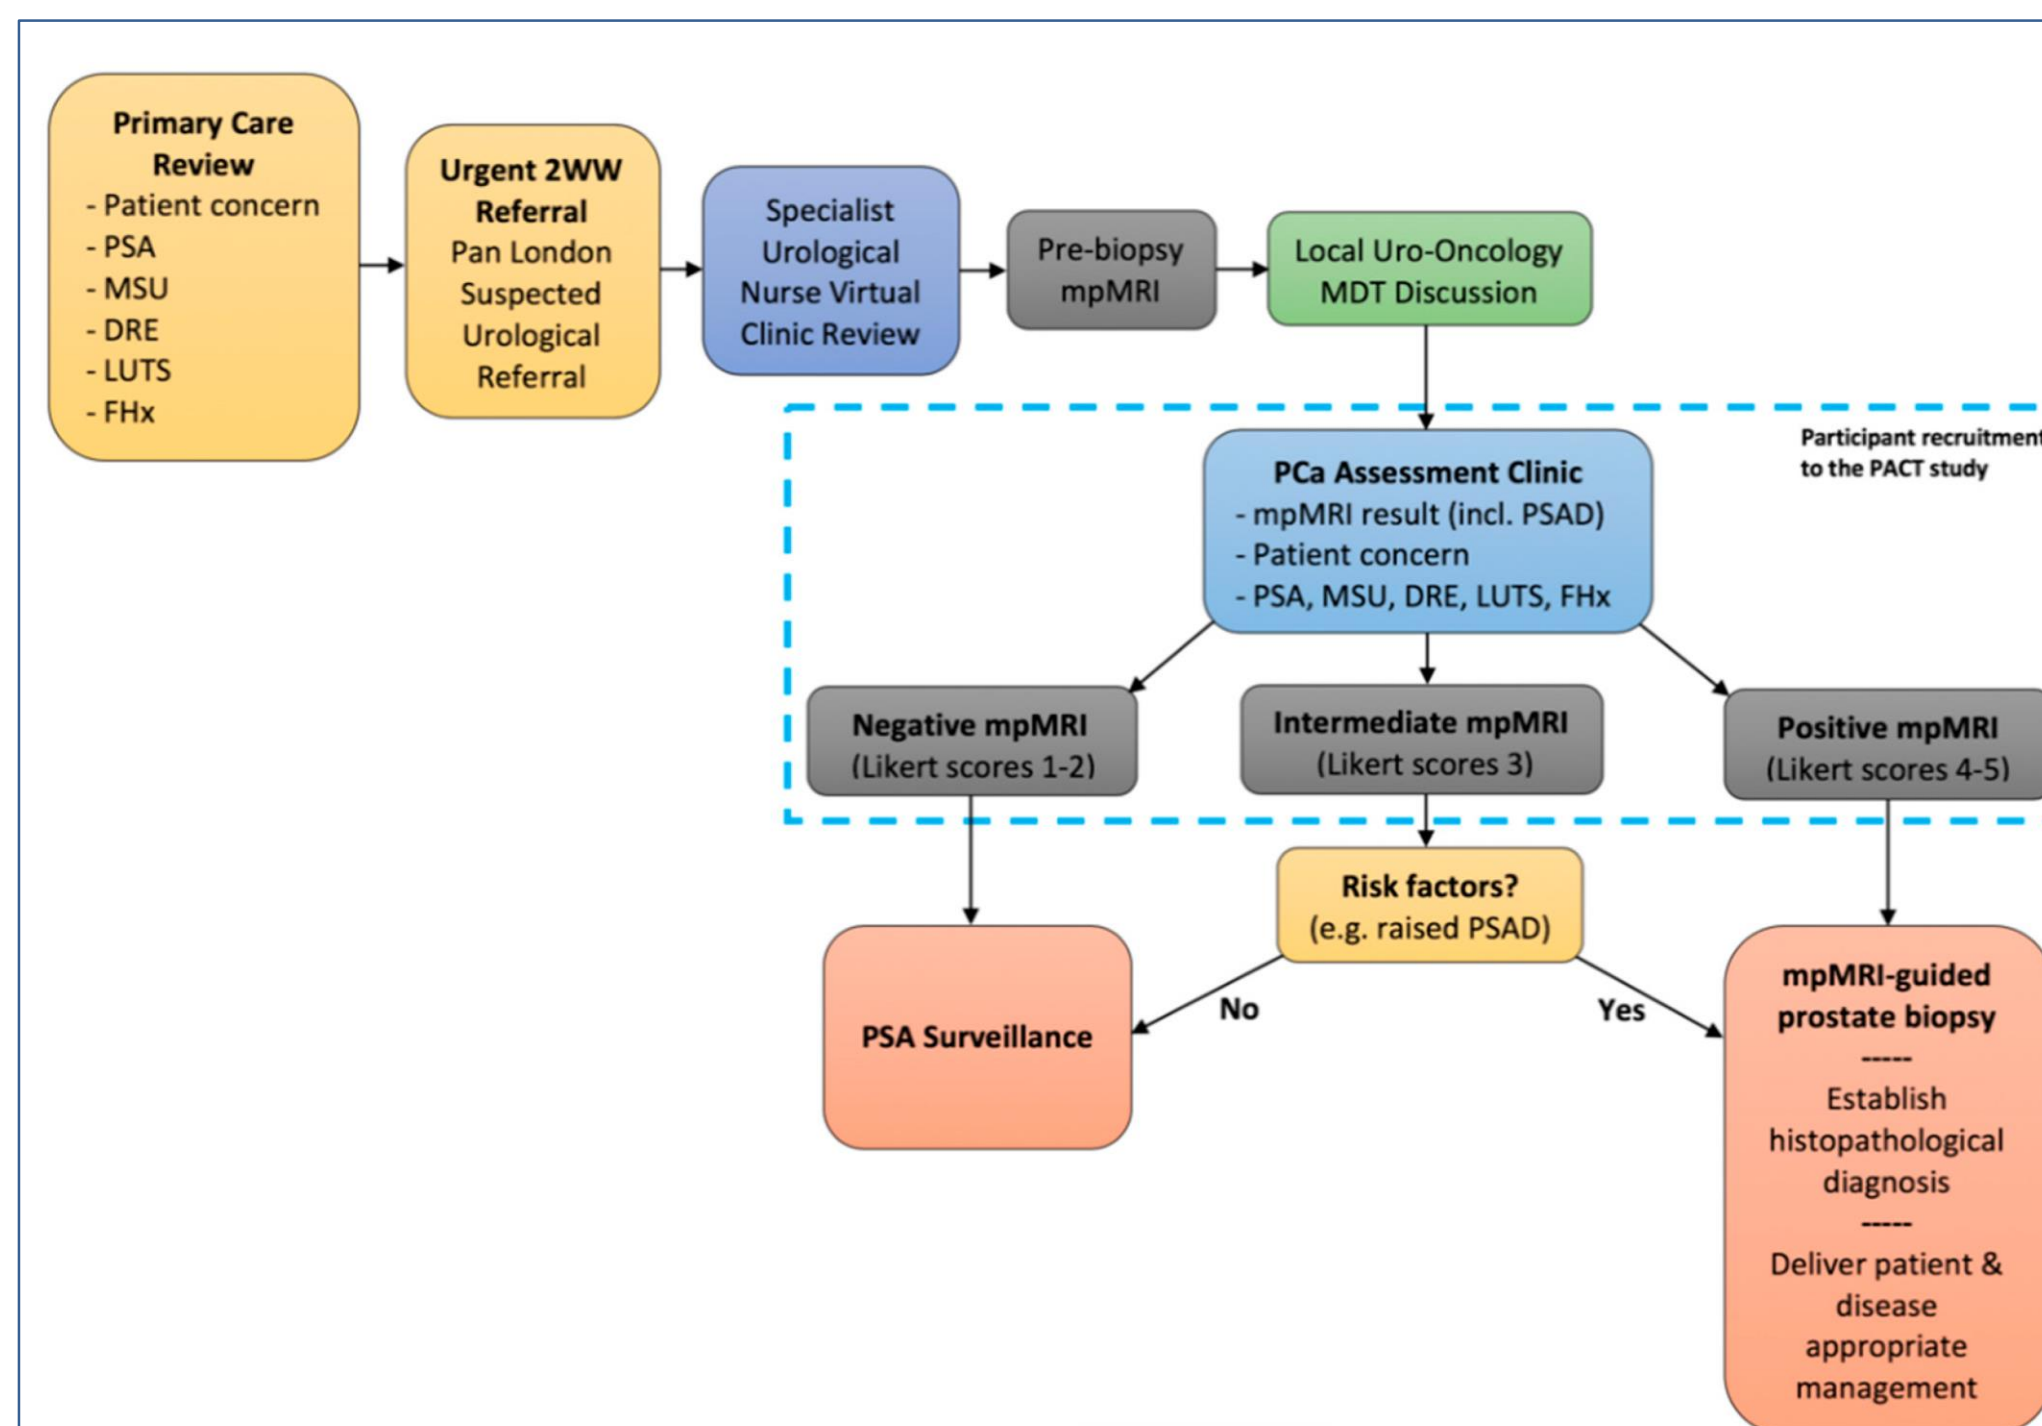 Primary Care
Review
- Patient concern
- PSA
- MSU
- DRE
- LUTS
- FHx
Urgent 2WW
Referral
Pan London
Suspected
Urological
Referral
Specialist
Urological
Nurse Virtual
Clinic Review
Pre-biopsy
mpMRI
Local Uro-Oncology
MDT Discussion
Participant recruitment
to the PACT study
PCa Assessment Clinic
- mpMRI result (incl. PSAD)
- Patient concern
- PSA, MSU, DRE, LUTS, FHx
Negative mpMRI
(Likert scores 1-2)
Intermediate mpMRI
(Likert scores 3)
Positive mpMRI
(Likert scores 4-5)
Risk factors?
(e.g. raised PSAD)
No
Yes
PSA Surveillance
mpMRI-guided
prostate biopsy
-----
Establish
histopathological
diagnosis
-----
Deliver patient &
disease
appropriate
management